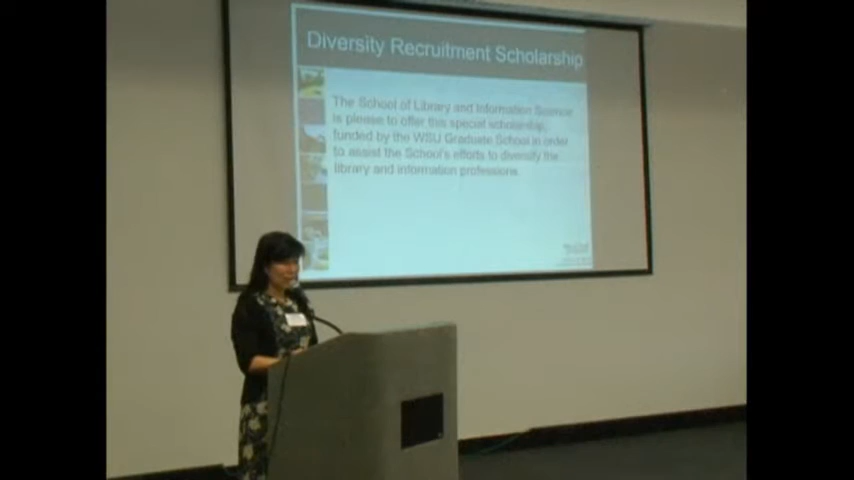 Diversity Recruitment Scholarship
The School of Library and Information Science
is please to offer this special scholarship,
funded by the WSU Graduate School in order
to assist the School's efforts to diversify the
library and information professions.